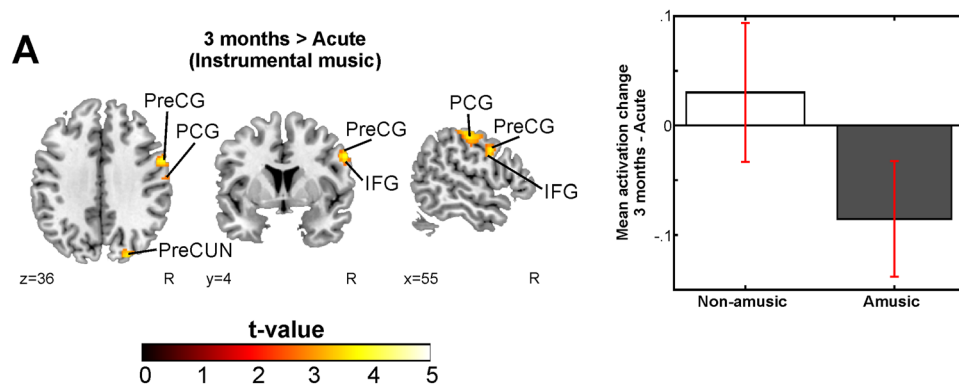 A
3 months > Acute
(Instrumental music)
PreCG
PCG
PreCUN
z=36
R
PreCG
IFG
y=4
R
PCG
PreCG
IFG
x=55
R
t-value
0 1 2 3 4 5
Mean activation change
3 months - Acute
.1
0
-.1
Non-amusic
Amusic